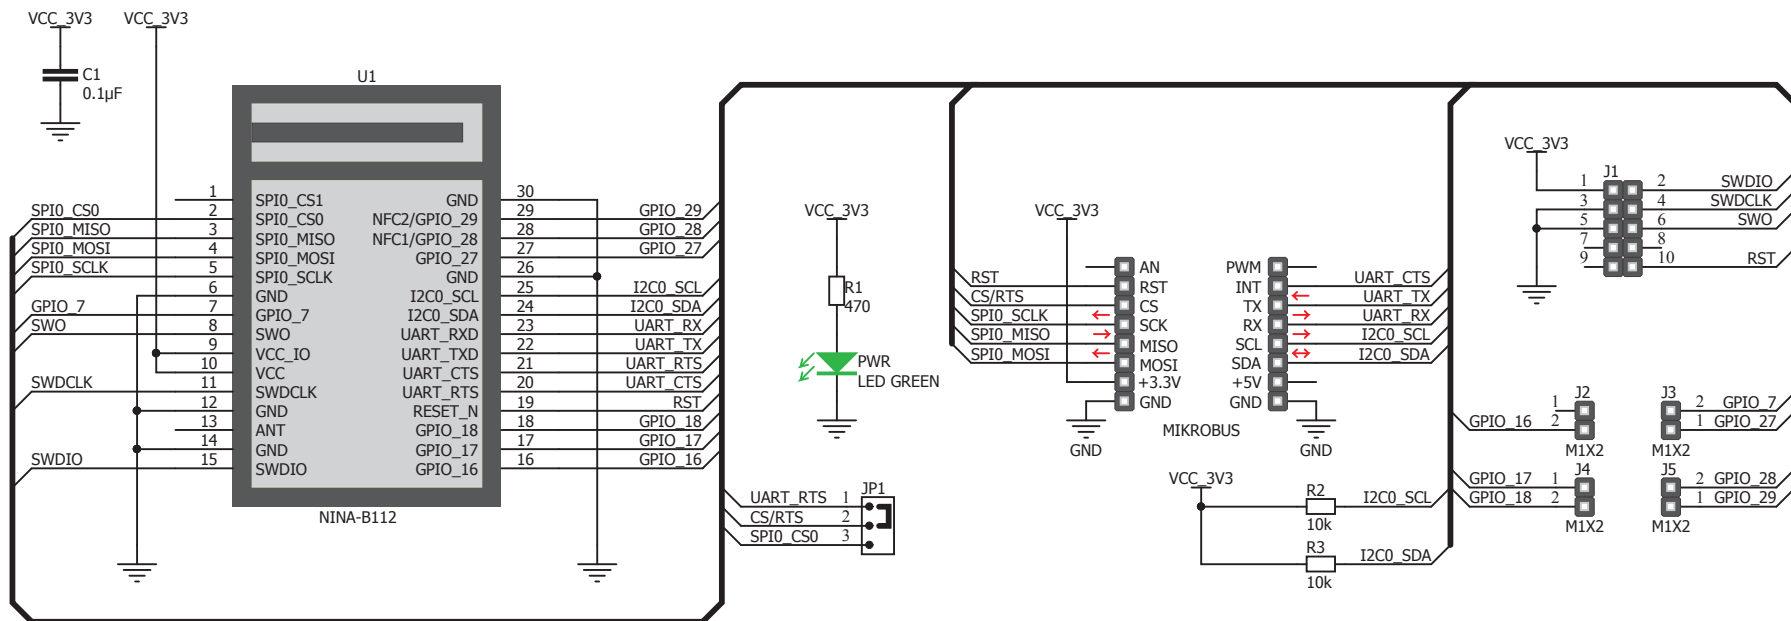 VCC_3V3
VCC_3V3
C1
0.1µF
U1
NINA-B112
SPI0_CS0
SPI0_MISO
SPI0_MOSI
SPI0_SCLK
GPIO_7
SWO
SWDCLK
SWDIO
1 SPI0_CS1
2 SPI0_CS0
3 SPI0_MISO
4 SPI0_MOSI
5 SPI0_SCLK
6 GND
7 GPIO_7
8 SWO
9 VCC_IO
10 VCC
11 SWDCLK
12 GND
13 ANT
14 GND
15 SWDIO
GND 30
NFC2/GPIO_29 29 GPIO_29
NFC1/GPIO_28 28 GPIO_28
GPIO_27 27 GPIO_27
GND 26
I2C0_SCL 25 I2C0_SCL
I2C0_SDA 24 I2C0_SDA
UART_RXD 23 UART_RX
UART_TXD 22 UART_TX
UART_CTS 21 UART_RTS
UART_RTS 20 UART_CTS
RESET_N 19 RST
GPIO_18 18 GPIO_18
GPIO_17 17 GPIO_17
GPIO_16 16 GPIO_16
VCC_3V3
R1
470
PWR
LED GREEN
JP1
UART_RTS 1
CS/RTS 2
SPI0_CS0 3
VCC_3V3
AN
RST RST
CS/RTS CS
SPI0_SCLK SCK
SPI0_MISO MISO
SPI0_MOSI MOSI
+3.3V
GND
GND
PWM
INT UART_CTS
TX UART_TX
RX UART_RX
SCL I2C0_SCL
SDA I2C0_SDA
+5V
GND
GND
MIKROBUS
VCC_3V3
R2
10k
I2C0_SCL
R3
10k
I2C0_SDA
VCC_3V3
J1
1 2 SWDIO
3 4 SWDCLK
5 6 SWO
7 8
9 10 RST
J2
1
GPIO_16 2
M1X2
J3
2 GPIO_7
1 GPIO_27
M1X2
J4
GPIO_17 1
GPIO_18 2
M1X2
J5
2 GPIO_28
1 GPIO_29
M1X2